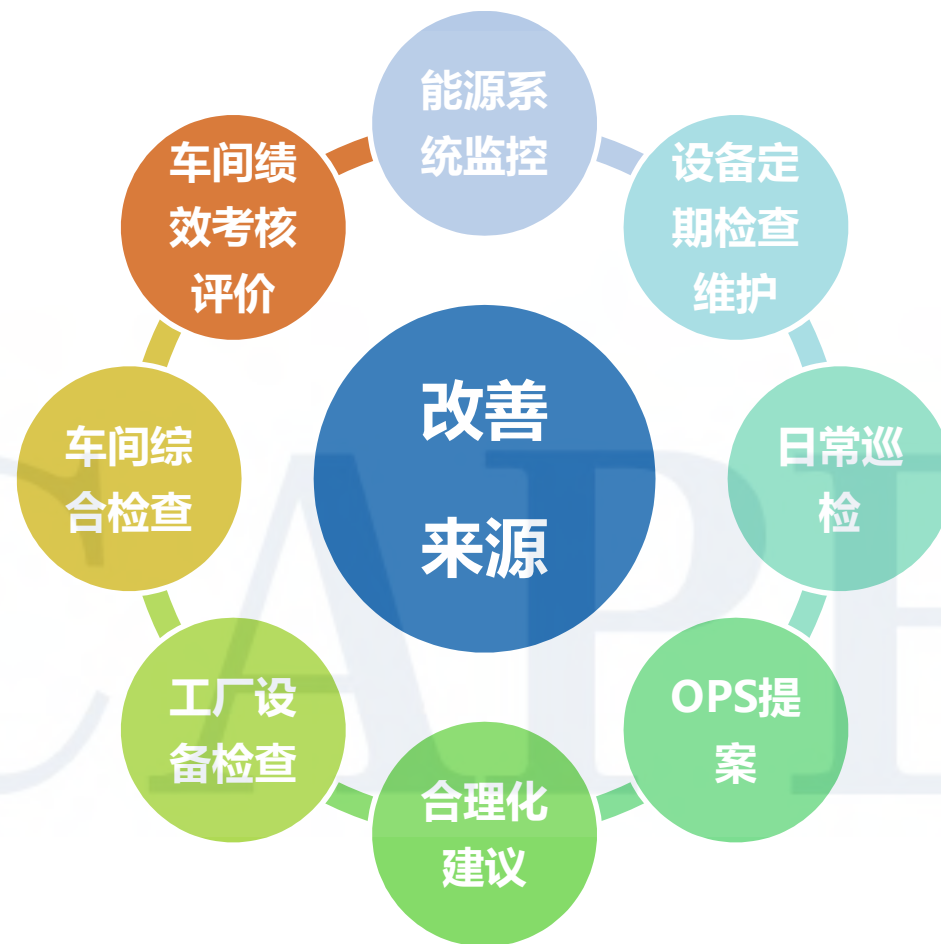 能源系
统监控
设备定
期检查
维护
日常巡
检
OPS提
案
合理化
建议
工厂设
备检查
车间综
合检查
车间绩
效考核
评价
改善
来源